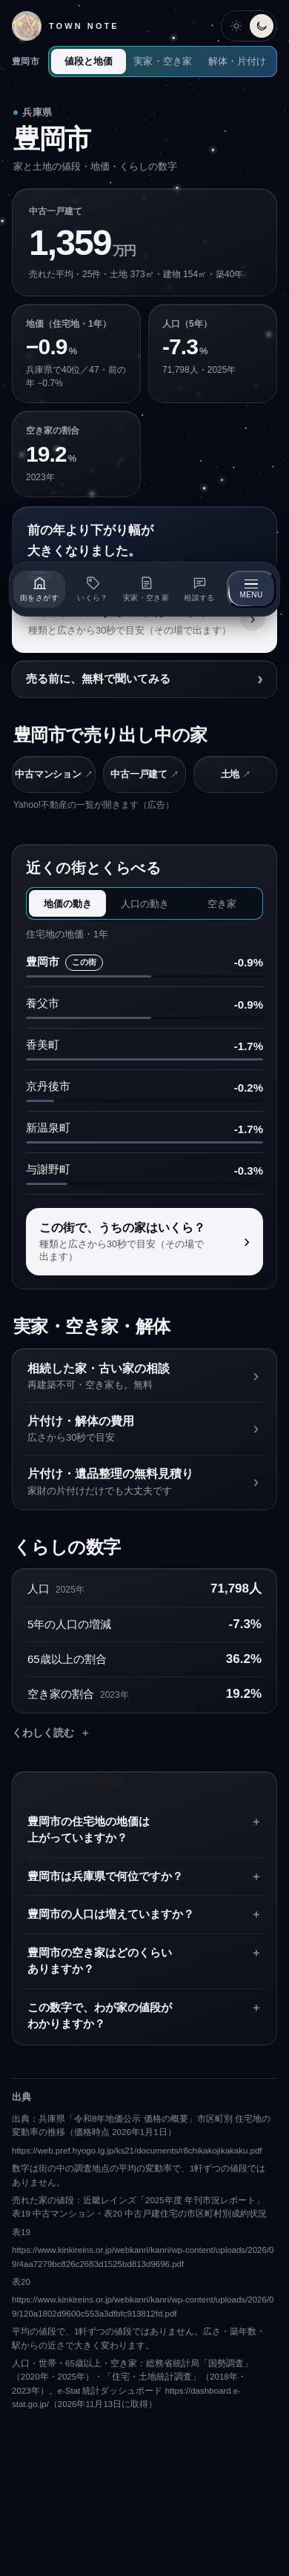 TOWN NOTE
豊岡市
値段と地価
実家・空き家
解体・片付け
兵庫県
豊岡市
家と土地の値段・地価・くらしの数字
中古一戸建て
1,359万円
売れた平均・25件・土地 373㎡・建物 154㎡・築40年
地価（住宅地・1年）
−0.9%
兵庫県で40位／47・前の
年 −0.7%
人口（5年）
-7.3%
71,798人・2025年
空き家の割合
19.2%
2023年
前の年より下がり幅が
大きくなりました。
街をさがす
いくら？
実家・空き家
相談する
MENU
種類と広さから30秒で目安（その場で出ます）
売る前に、無料で聞いてみる
豊岡市で売り出し中の家
中古マンション ↗
中古一戸建て ↗
土地 ↗
Yahoo!不動産の一覧が開きます（広告）
近くの街とくらべる
地価の動き
人口の動き
空き家
住宅地の地価・1年
豊岡市 この街 -0.9%
養父市 -0.9%
香美町 -1.7%
京丹後市 -0.2%
新温泉町 -1.7%
与謝野町 -0.3%
この街で、うちの家はいくら？
種類と広さから30秒で目安（その場で
出ます）
実家・空き家・解体
相続した家・古い家の相談
再建築不可・空き家も。無料
片付け・解体の費用
広さから30秒で目安
片付け・遺品整理の無料見積り
家財の片付けだけでも大丈夫です
くらしの数字
人口 2025年 71,798人
5年の人口の増減 -7.3%
65歳以上の割合 36.2%
空き家の割合 2023年 19.2%
くわしく読む ＋
豊岡市の住宅地の地価は
上がっていますか？
＋
豊岡市は兵庫県で何位ですか？ ＋
豊岡市の人口は増えていますか？ ＋
豊岡市の空き家はどのくらい
ありますか？
＋
この数字で、わが家の値段が
わかりますか？
＋
出典
出典：兵庫県「令和8年地価公示 価格の概要」市区町別 住宅地の
変動率の推移（価格時点 2026年1月1日）
https://web.pref.hyogo.lg.jp/ks21/documents/r8chikakojikakaku.pdf
数字は街の中の調査地点の平均の変動率で、1軒ずつの値段では
ありません。
売れた家の値段：近畿レインズ「2025年度 年刊市況レポート」
表19 中古マンション・表20 中古戸建住宅の市区町村別成約状況
表19
https://www.kinkireins.or.jp/webkanri/kanri/wp-content/uploads/2026/0
9/4aa7279bc826c2683d1525bd813d9696.pdf
表20
https://www.kinkireins.or.jp/webkanri/kanri/wp-content/uploads/2026/0
9/120a1802d9600c553a3dfbfc913812fd.pdf
平均の値段で、1軒ずつの値段ではありません。広さ・築年数・
駅からの近さで大きく変わります。
人口・世帯・65歳以上・空き家：総務省統計局「国勢調査」
（2020年・2025年）・「住宅・土地統計調査」（2018年・
2023年）。e-Stat 統計ダッシュボード https://dashboard.e-
stat.go.jp/（2026年11月13日に取得）